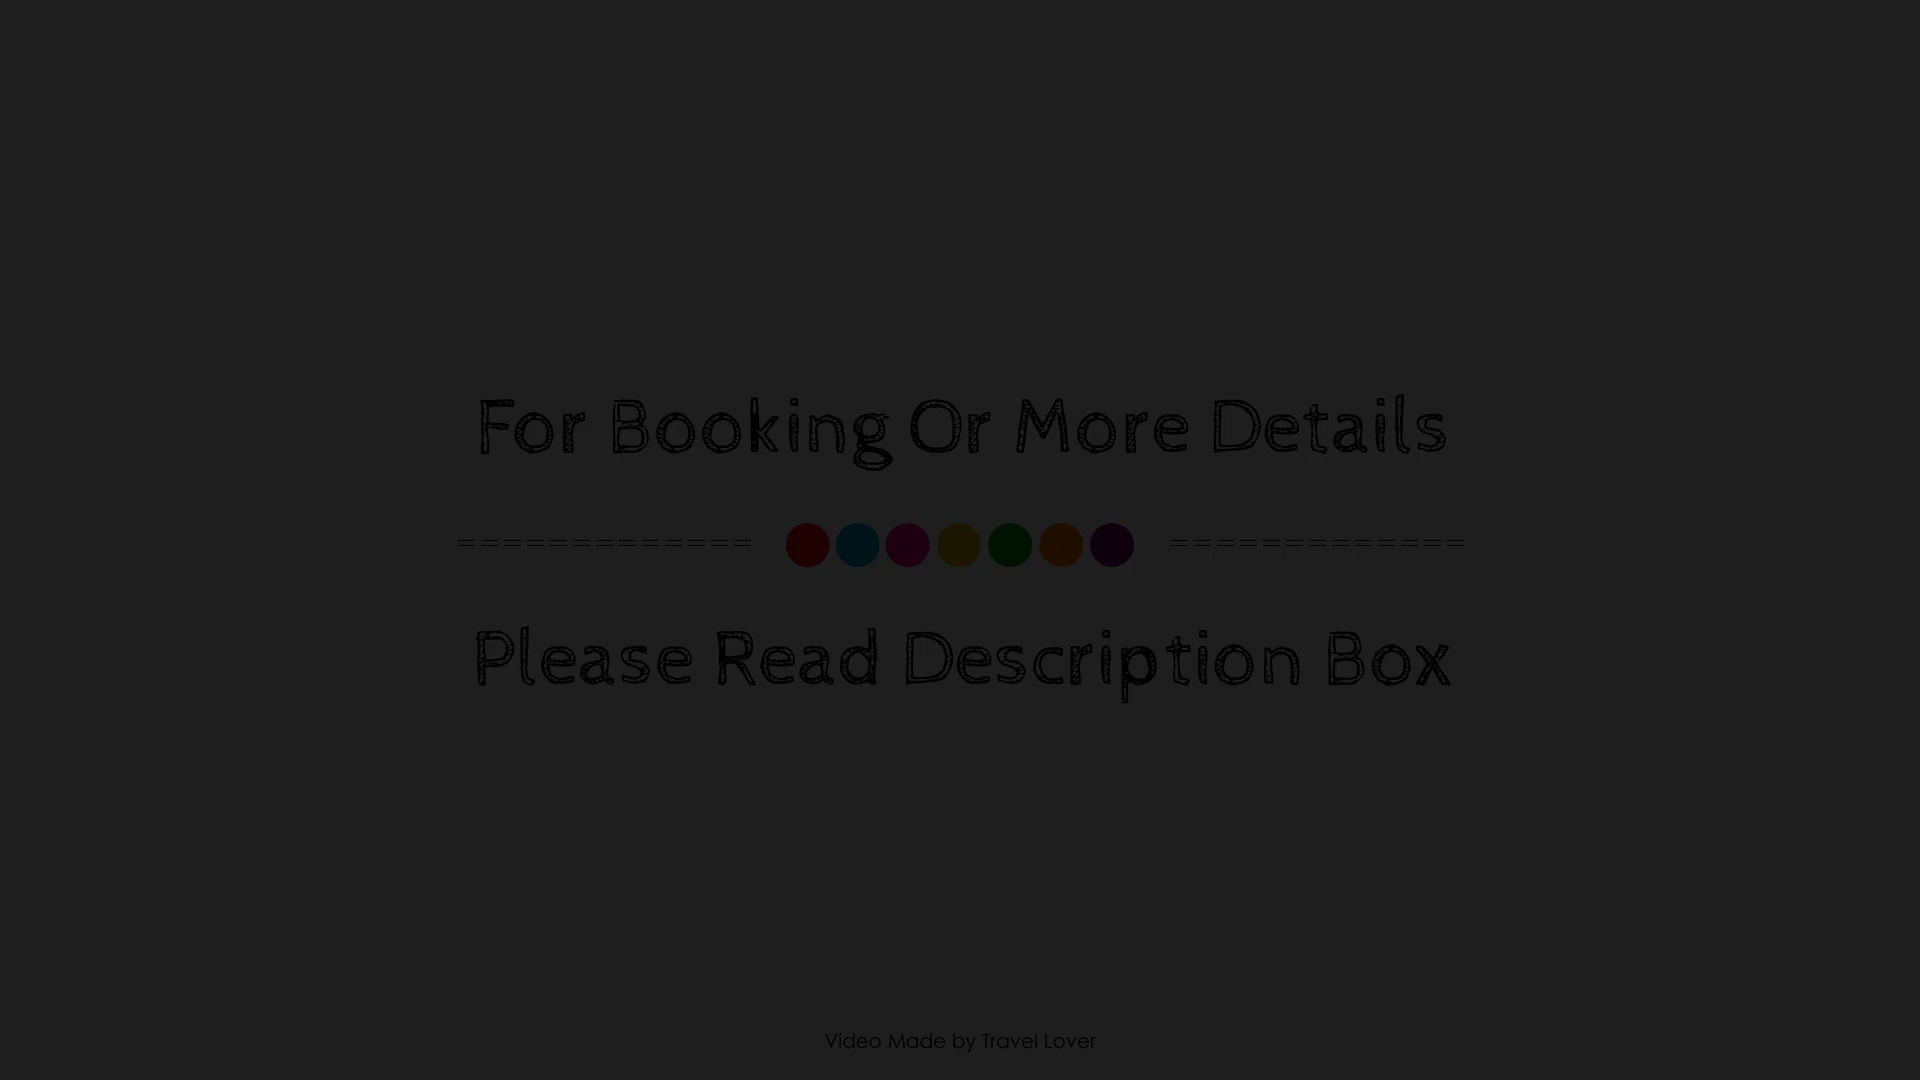 For Booking Or More Details
============= =============
Please Read Description Box
Video Made by Travel Lover